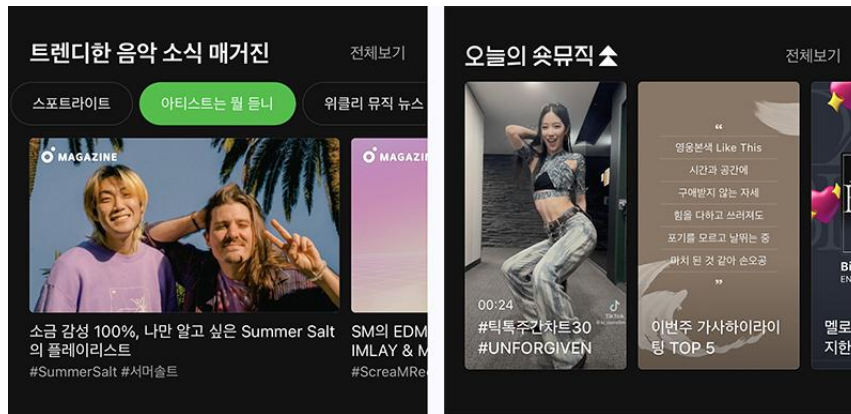 트렌디한 음악 소식 매거진
전체보기
스포트라이트
아티스트는 뭘 듣니
위클리 뮤직 뉴스
MAGAZINE
MAGAZI
소금 감성 100%, 나만 알고 싶은 Summer Salt
의 플레이리스트
#SummerSalt #서머솔트
SM의 EDM
IMLAY & M
#ScreaMRe
오늘의 숏뮤직
전체보기
00:24
TikTok
#틱톡주간차트30
#UNFORGIVEN
“
영웅본색 Like This
시간과 공간에
구애받지 않는 자세
힘을 다하고 쓰러져도
포기를 모르고 날뛰는 중
마치 된 것 같아 손오공
”
이번주 가사하이라이
팅 TOP 5
Bi
EN
멜로
지한